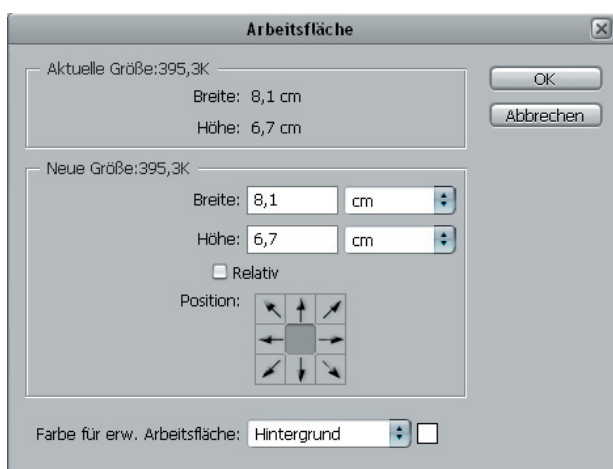 Arbeitsfläche
Aktuelle Größe:395,3K
Breite: 8,1 cm
Höhe: 6,7 cm
OK
Abbrechen
Neue Größe:395,3K
Breite: 8,1 cm
Höhe: 6,7 cm
Relativ
Position:
Farbe für erw. Arbeitsfläche: Hintergrund